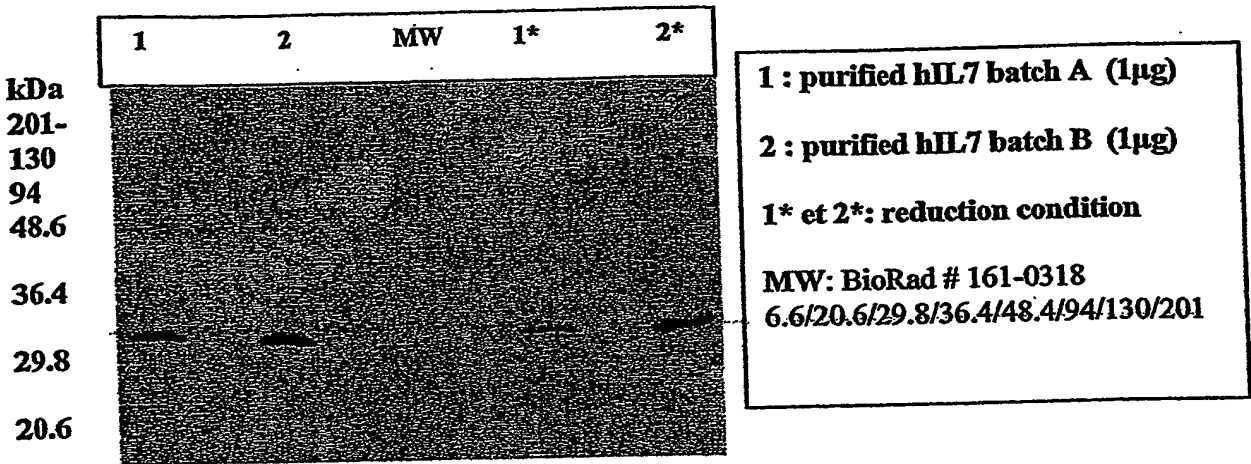 1 2 MW 1* 2*
kDa
201-
130
94
48.6
36.4
29.8
20.6
1 : purified hIL7 batch A (1µg)
2 : purified hIL7 batch B (1µg)
1* et 2*: reduction condition
MW: BioRad # 161-0318
6.6/20.6/29.8/36.4/48.4/94/130/201